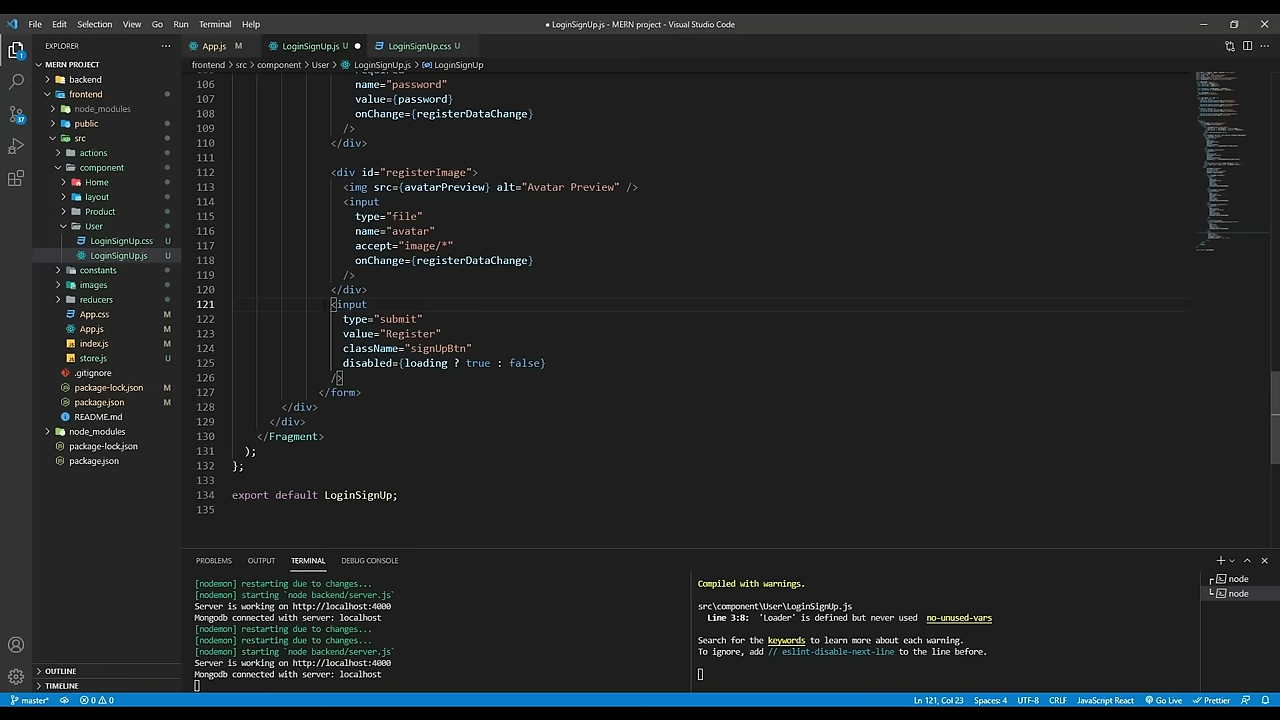 File Edit Selection View Go Run Terminal Help
● LoginSignUp.js - MERN project - Visual Studio Code
EXPLORER
MERN PROJECT
backend
frontend
node_modules
public
src
actions
component
Home
layout
Product
User
LoginSignUp.css U
LoginSignUp.js U
constants
images
reducers
App.css M
App.js M
index.js M
store.js U
.gitignore
package-lock.json M
package.json M
README.md
node_modules
package-lock.json
package.json
OUTLINE
TIMELINE
App.js M
LoginSignUp.js U ●
LoginSignUp.css U
frontend > src > component > User > LoginSignUp.js > LoginSignUp
106 name="password"
107 value={password}
108 onChange={registerDataChange}
109 />
110 </div>
111
112 <div id="registerImage">
113 <img src={avatarPreview} alt="Avatar Preview" />
114 <input
115 type="file"
116 name="avatar"
117 accept="image/*"
118 onChange={registerDataChange}
119 />
120 </div>
121 <input
122 type="submit"
123 value="Register"
124 className="signUpBtn"
125 disabled={loading ? true : false}
126 />
127 </form>
128 </div>
129 </div>
130 </Fragment>
131 );
132 };
133
134 export default LoginSignUp;
135
PROBLEMS OUTPUT TERMINAL DEBUG CONSOLE
[nodemon] restarting due to changes...
[nodemon] starting `node backend/server.js`
Server is working on http://localhost:4000
Mongodb connected with server: localhost
[nodemon] restarting due to changes...
[nodemon] restarting due to changes...
[nodemon] starting `node backend/server.js`
Server is working on http://localhost:4000
Mongodb connected with server: localhost
Compiled with warnings.
src\component\User\LoginSignUp.js
Line 3:8: 'Loader' is defined but never used no-unused-vars
Search for the keywords to learn more about each warning.
To ignore, add // eslint-disable-next-line to the line before.
node
node
1
37
master*
0 0
Ln 121, Col 23 Spaces: 4 UTF-8 CRLF JavaScript React Go Live Prettier